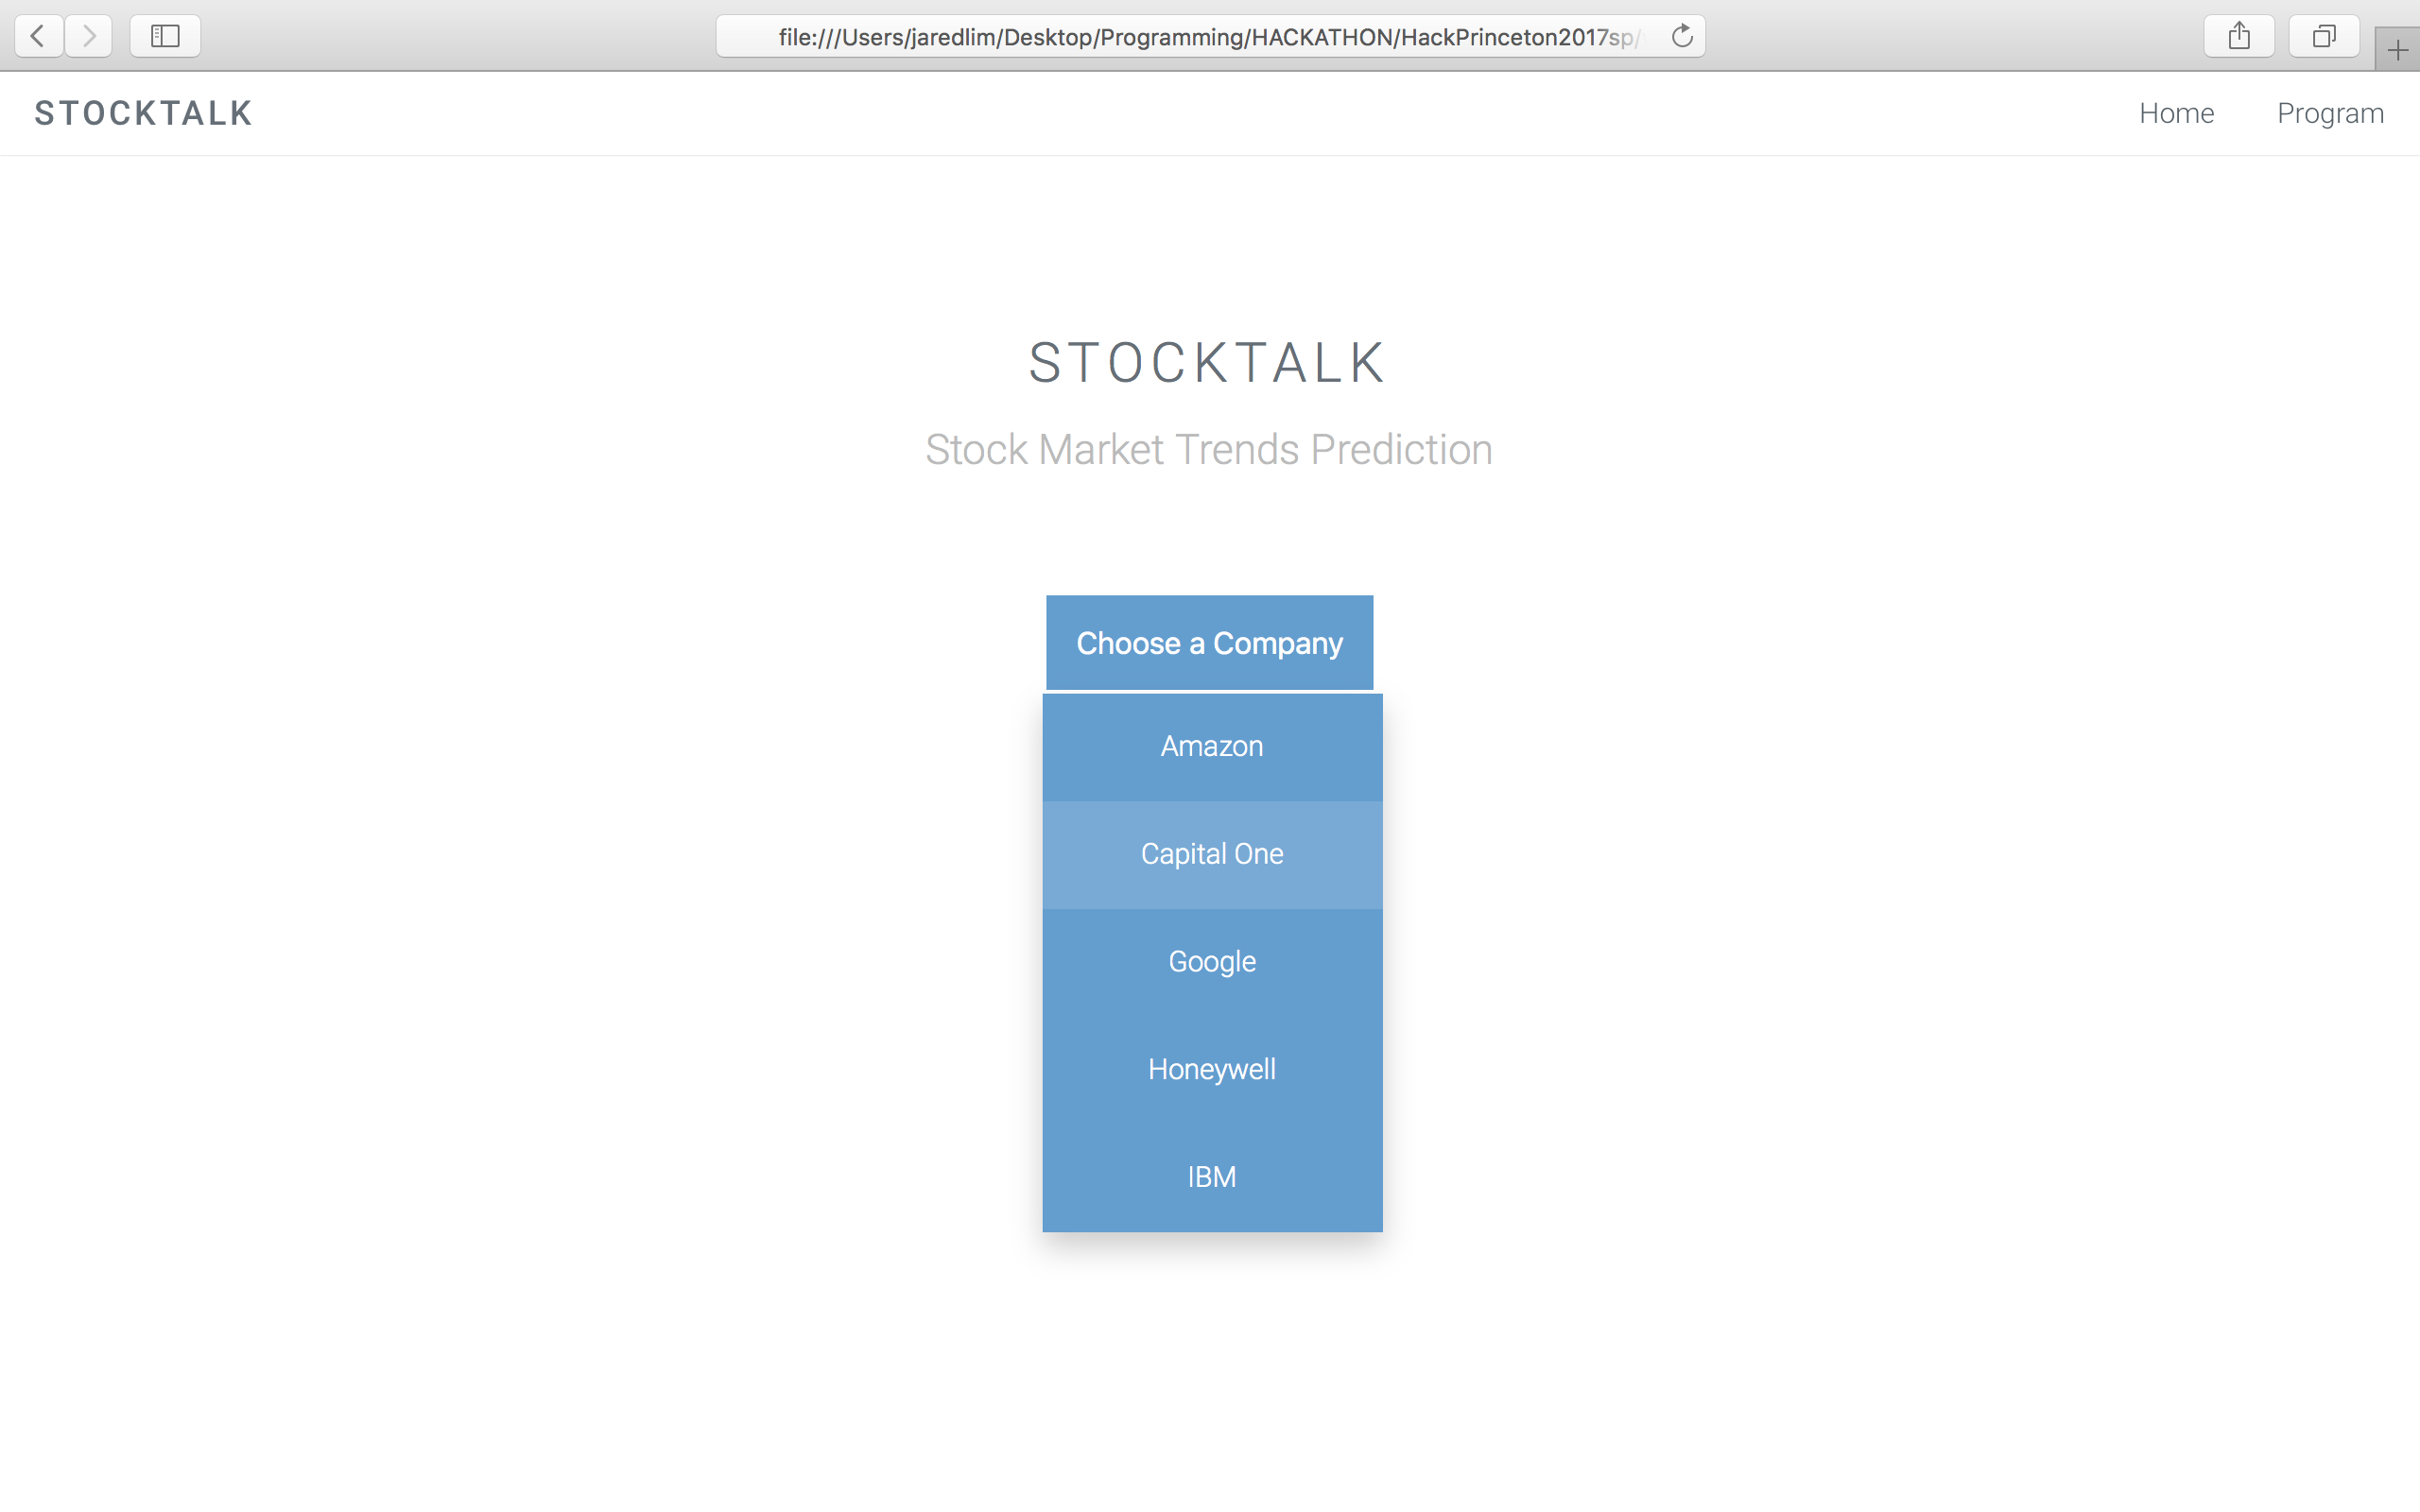 file:///Users/jaredlim/Desktop/Programming/HACKATHON/HackPrinceton2017sp/
STOCKTALK
Home
Program
STOCKTALK
Stock Market Trends Prediction
Choose a Company
Amazon
Capital One
Google
Honeywell
IBM